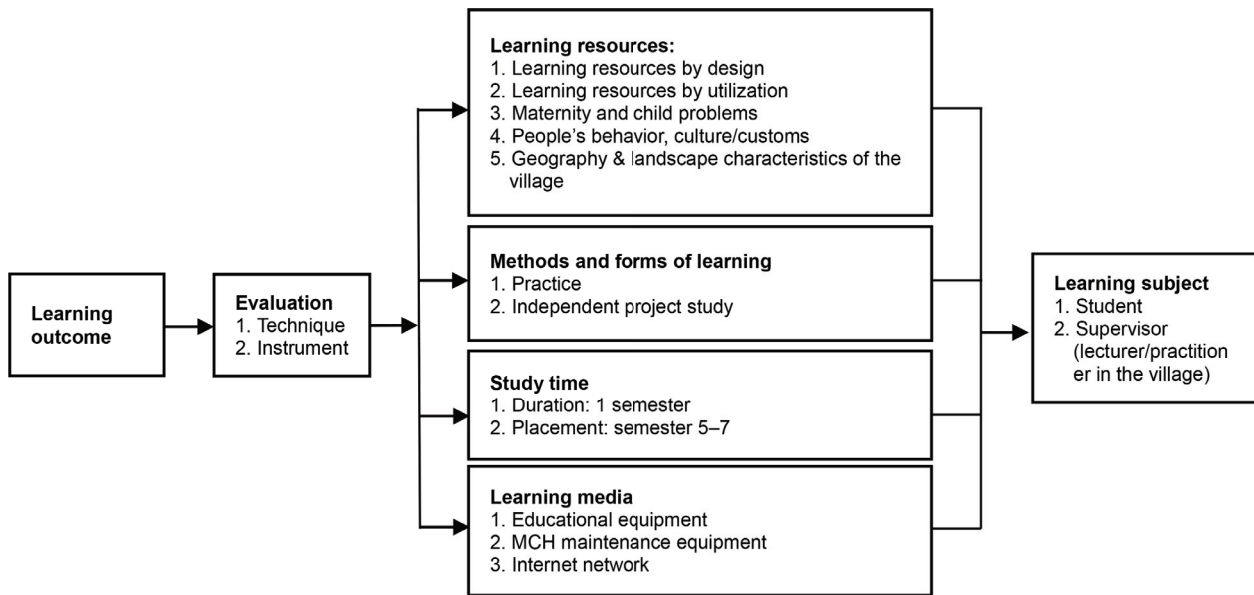 Learning
outcome
Evaluation
1. Technique
2. Instrument
Learning resources:
1. Learning resources by design
2. Learning resources by utilization
3. Maternity and child problems
4. People's behavior, culture/customs
5. Geography & landscape characteristics of the
village
Methods and forms of learning
1. Practice
2. Independent project study
Study time
1. Duration: 1 semester
2. Placement: semester 5–7
Learning media
1. Educational equipment
2. MCH maintenance equipment
3. Internet network
Learning subject
1. Student
2. Supervisor
(lecturer/practition
er in the village)